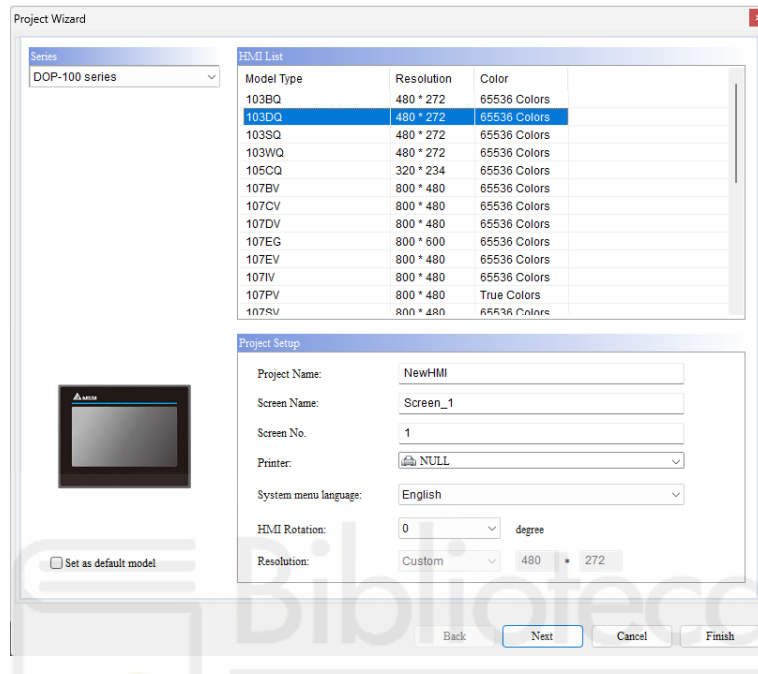 Project Wizard
Series
DOP-100 series
HMI List
Model Type Resolution Color
103BQ 480 * 272 65536 Colors
103DQ 480 * 272 65536 Colors
103SQ 480 * 272 65536 Colors
103WQ 480 * 272 65536 Colors
105CQ 320 * 234 65536 Colors
107BV 800 * 480 65536 Colors
107CV 800 * 480 65536 Colors
107DV 800 * 480 65536 Colors
107EG 800 * 600 65536 Colors
107EV 800 * 480 65536 Colors
107IV 800 * 480 65536 Colors
107PV 800 * 480 True Colors
107SV 800 * 480 65536 Colors
Project Setup
Project Name: NewHMI
Screen Name: Screen_1
Screen No. 1
Printer: NULL
System menu language: English
HMI Rotation: 0 degree
Set as default model
Resolution: Custom 480 * 272
Back Next Cancel Finish